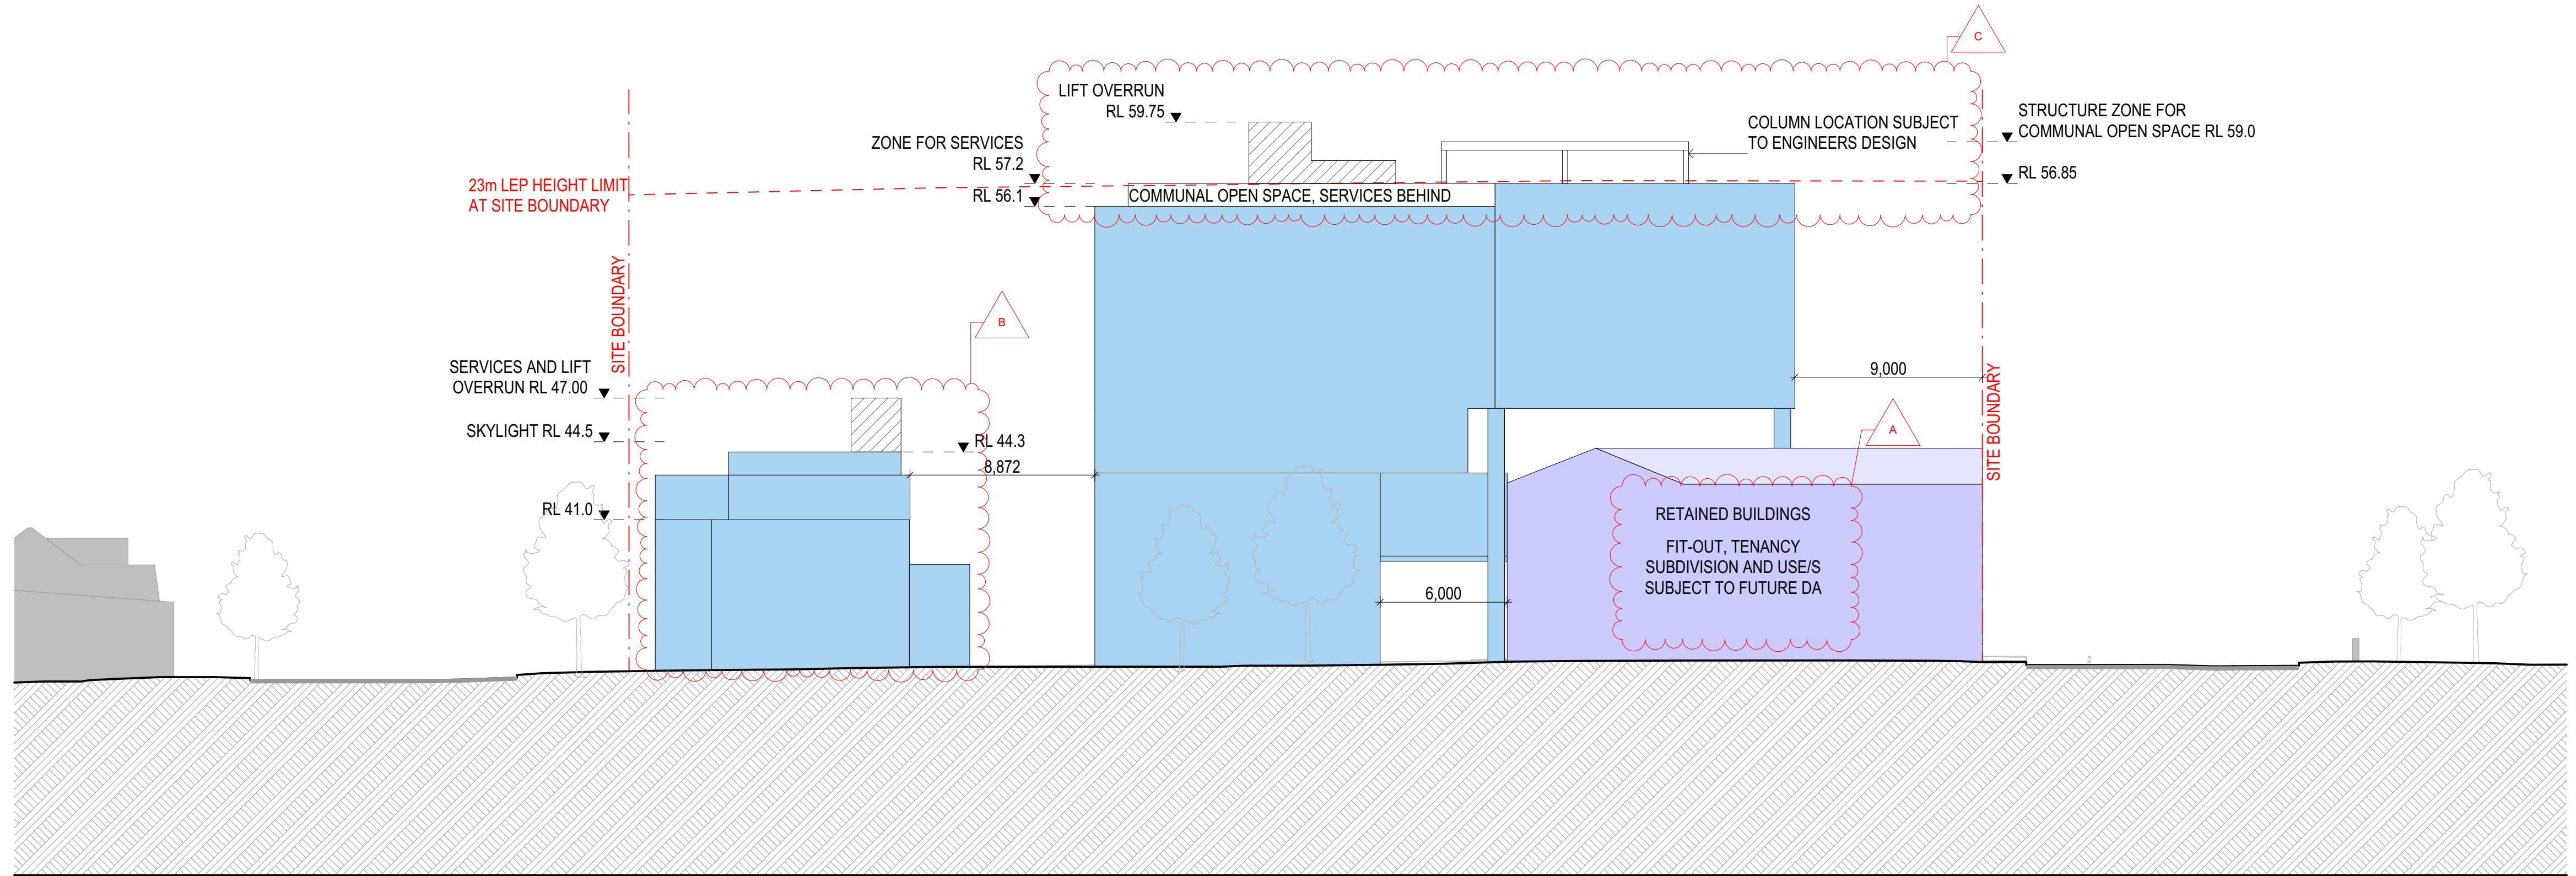 C
LIFT OVERRUN
RL 59.75
ZONE FOR SERVICES
RL 57.2
RL 56.1
COLUMN LOCATION SUBJECT
TO ENGINEERS DESIGN
STRUCTURE ZONE FOR
COMMUNAL OPEN SPACE RL 59.0
RL 56.85
23m LEP HEIGHT LIMIT
AT SITE BOUNDARY
COMMUNAL OPEN SPACE, SERVICES BEHIND
SITE BOUNDARY
B
SERVICES AND LIFT
OVERRUN RL 47.00
SKYLIGHT RL 44.5
RL 44.3
8,872
RL 41.0
9,000
SITE BOUNDARY
A
RETAINED BUILDINGS
FIT-OUT, TENANCY
SUBDIVISION AND USE/S
SUBJECT TO FUTURE DA
6,000